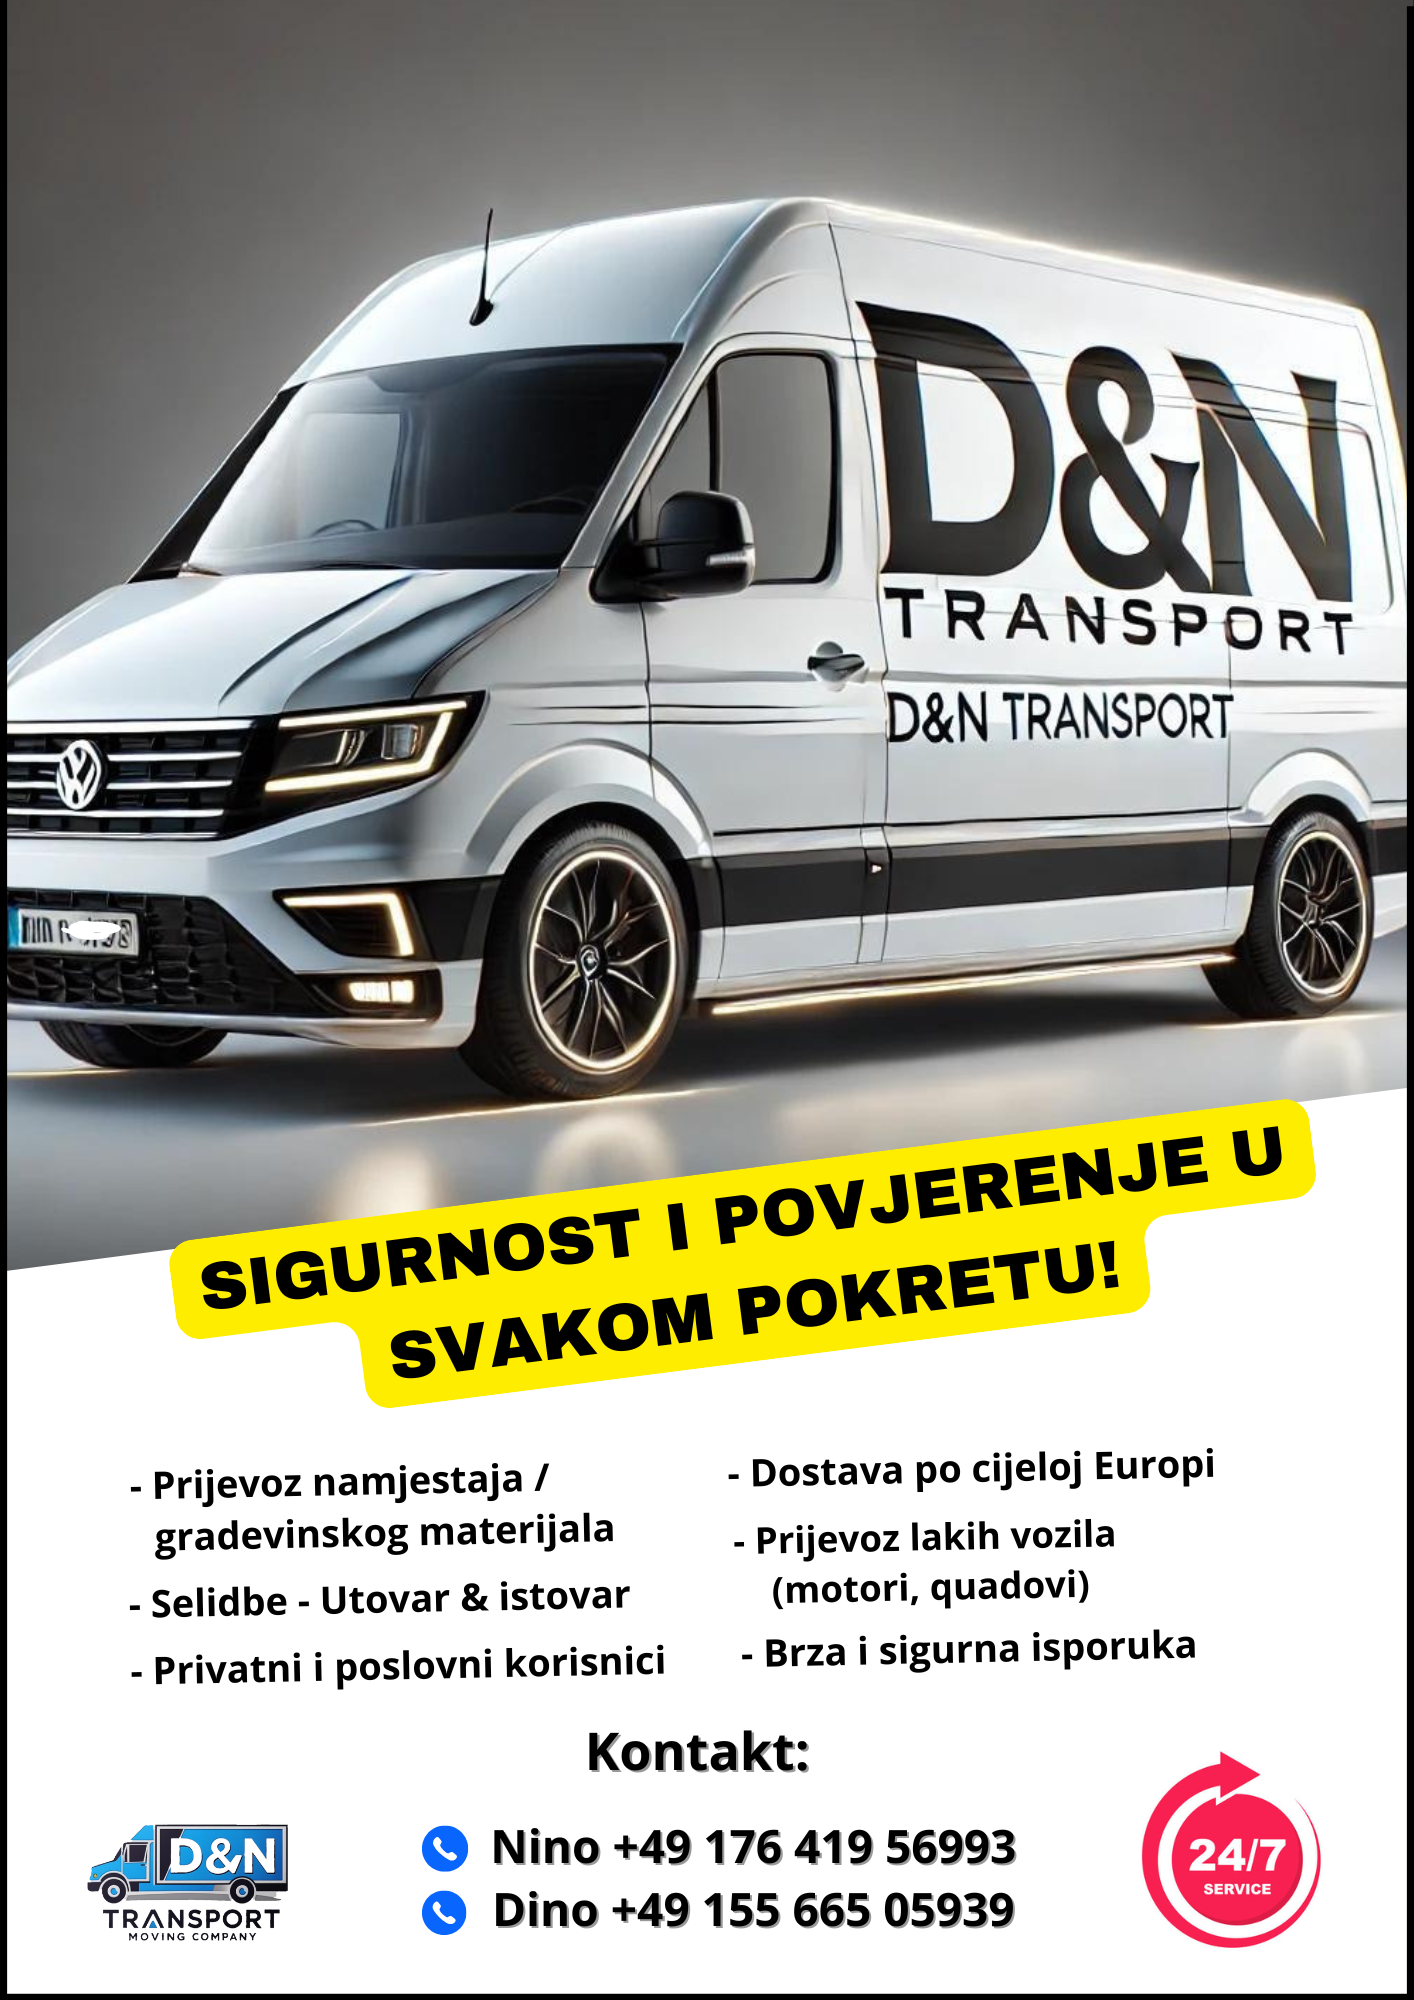 D&N
TRANSPORT
D&N TRANSPORT
SIGURNOST I POVJERENJE U
SVAKOM POKRETU!
- Prijevoz namjestaja /
gradevinskog materijala
- Selidbe - Utovar & istovar
- Privatni i poslovni korisnici
- Dostava po cijeloj Europi
- Prijevoz lakih vozila
(motori, quadovi)
- Brza i sigurna isporuka
Kontakt:
Nino +49 176 419 56993
Dino +49 155 665 05939
D&N
TRANSPORT
MOVING COMPANY
24/7
SERVICE